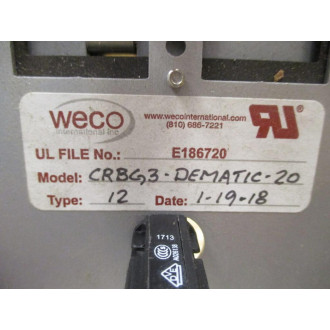 weco
international inc
www.wecointernational.com
(810) 686-7221
UL FILE No.: E186720
Model: CRBG3-DEMATIC-20
Type: 12 Date: 1-19-18
1713